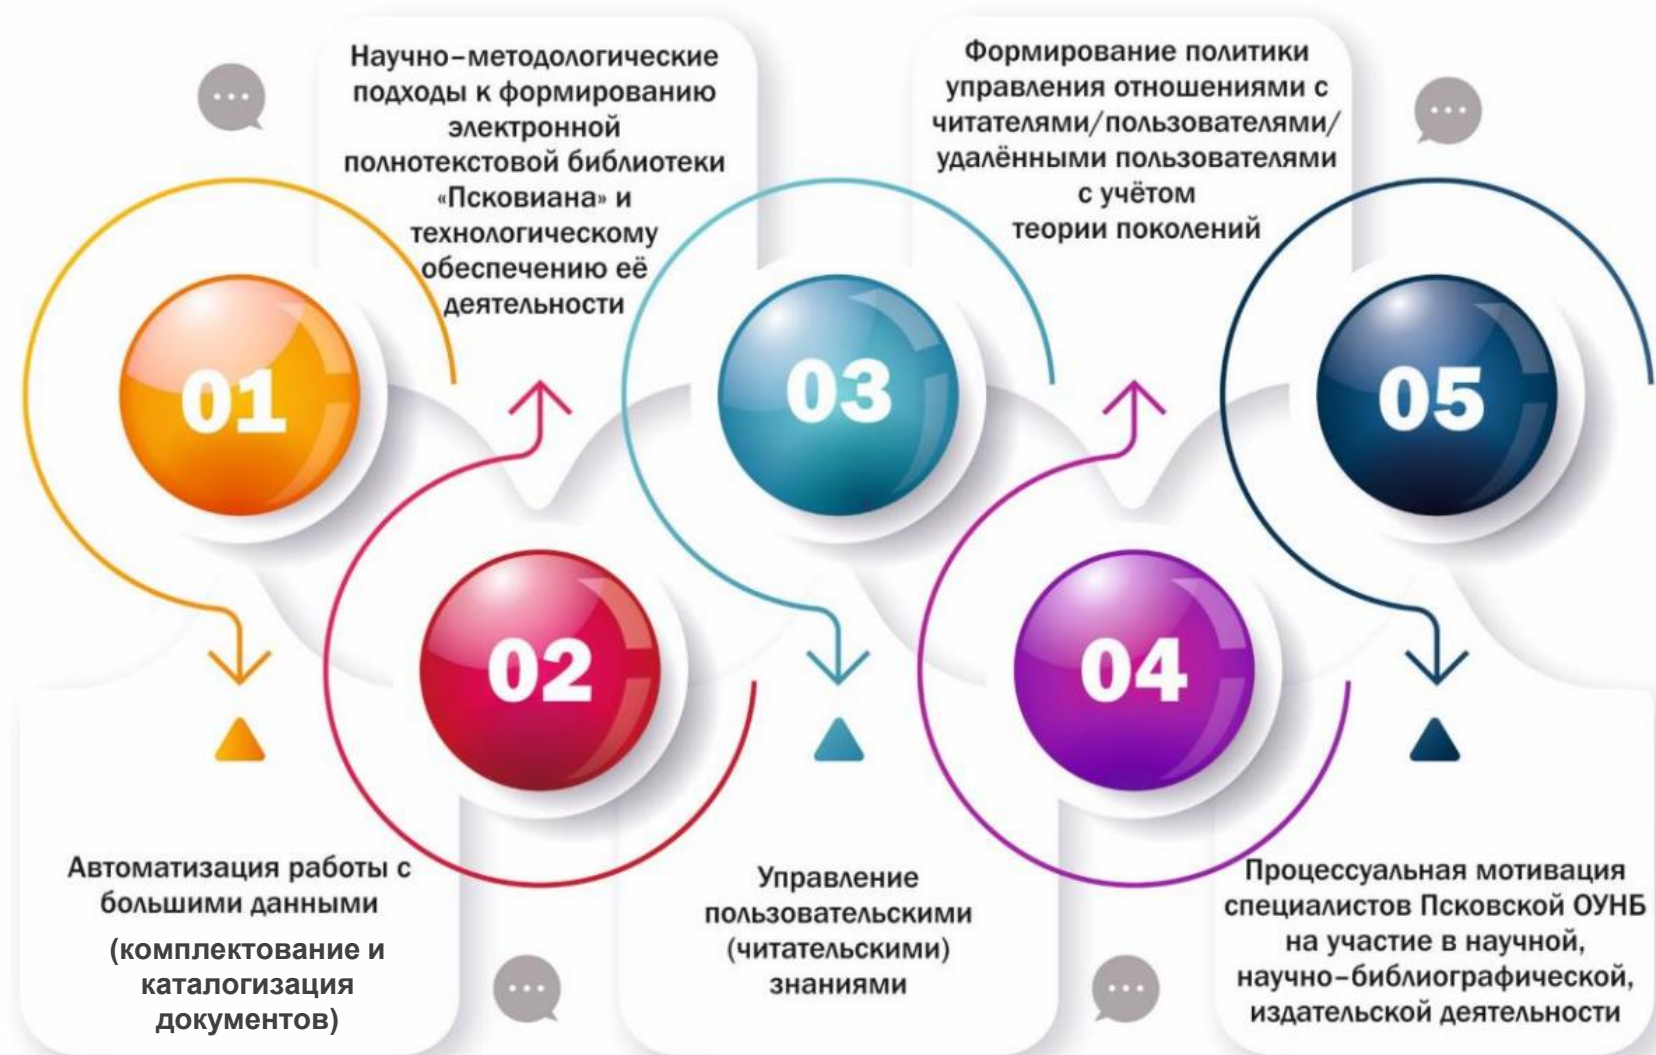 Научно–методологические
подходы к формированию
электронной
полнотекстовой библиотеки
«Псковиана» и
технологическому
обеспечению её
деятельности
Формирование политики
управления отношениями с
читателями/пользователями/
удалёнными пользователями
с учётом
теории поколений
01
03
05
02
04
Автоматизация работы с
большими данными
(комплектование и
каталогизация
документов)
Управление
пользовательскими
(читательскими)
знаниями
Процессуальная мотивация
специалистов Псковской ОУНБ
на участие в научной,
научно–библиографической,
издательской деятельности